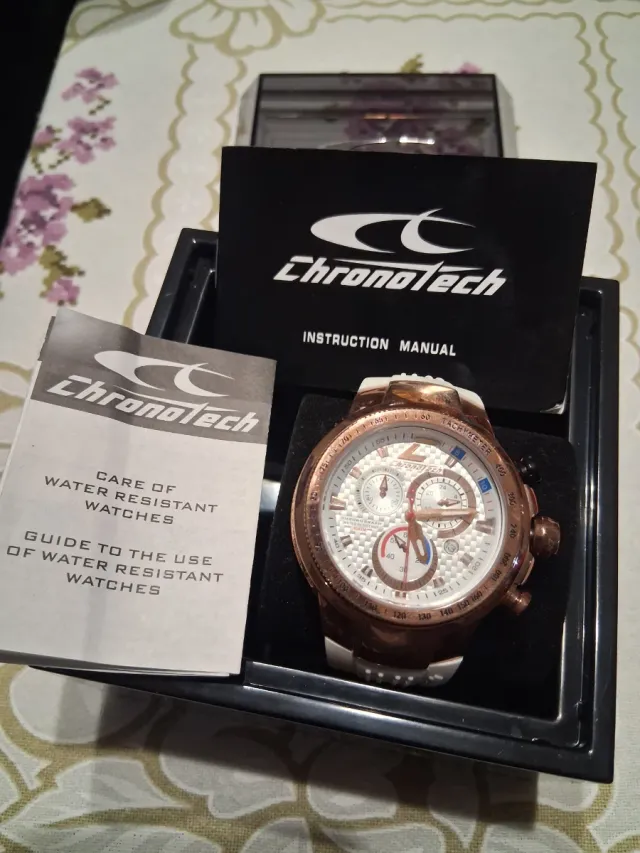 CHRONOTECH
INSTRUCTION MANUAL
CHRONOTECH
CARE OF
WATER RESISTANT
WATCHES
GUIDE TO THE USE
OF WATER RESISTANT
WATCHES
TACHYMETER